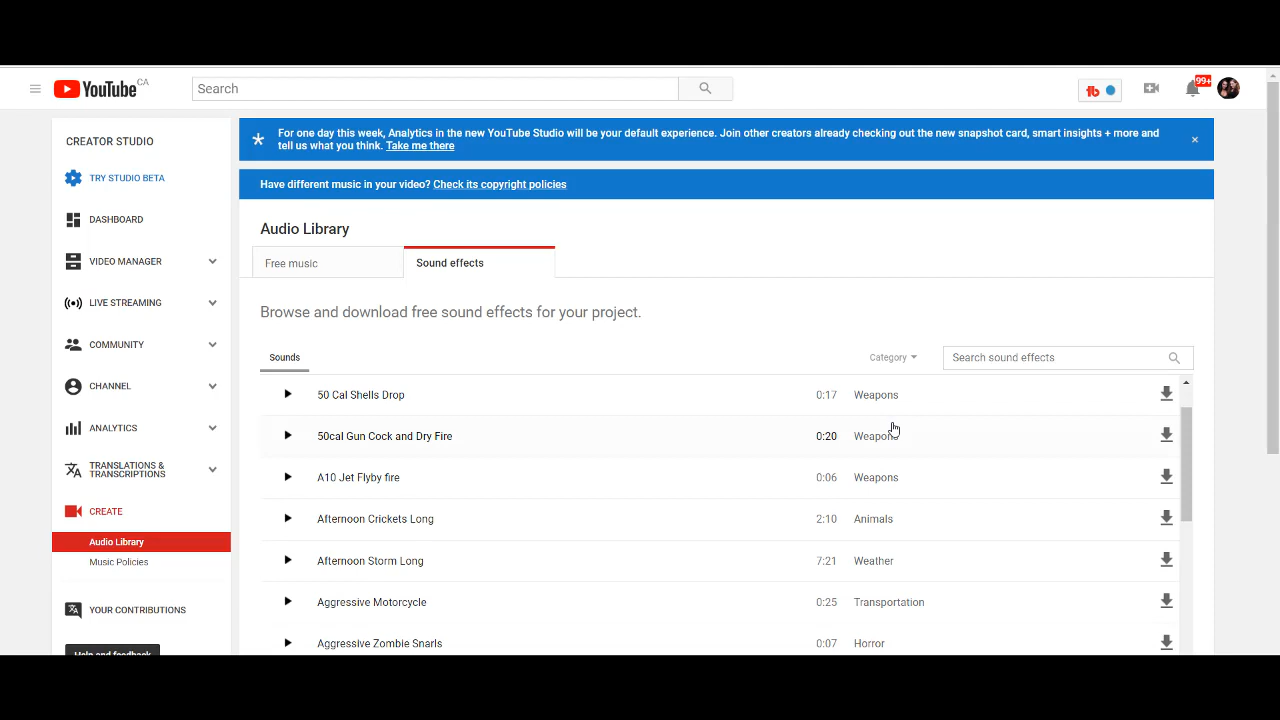 YouTube CA
Search
99+
CREATOR STUDIO
TRY STUDIO BETA
DASHBOARD
VIDEO MANAGER
LIVE STREAMING
COMMUNITY
CHANNEL
ANALYTICS
TRANSLATIONS &
TRANSCRIPTIONS
CREATE
Audio Library
Music Policies
YOUR CONTRIBUTIONS
Help and feedback
For one day this week, Analytics in the new YouTube Studio will be your default experience. Join other creators already checking out the new snapshot card, smart insights + more and
tell us what you think. Take me there
Have different music in your video? Check its copyright policies
Audio Library
Free music
Sound effects
Browse and download free sound effects for your project.
Sounds
Category
Search sound effects
50 Cal Shells Drop 0:17 Weapons
50cal Gun Cock and Dry Fire 0:20 Weapons
A10 Jet Flyby fire 0:06 Weapons
Afternoon Crickets Long 2:10 Animals
Afternoon Storm Long 7:21 Weather
Aggressive Motorcycle 0:25 Transportation
Aggressive Zombie Snarls 0:07 Horror